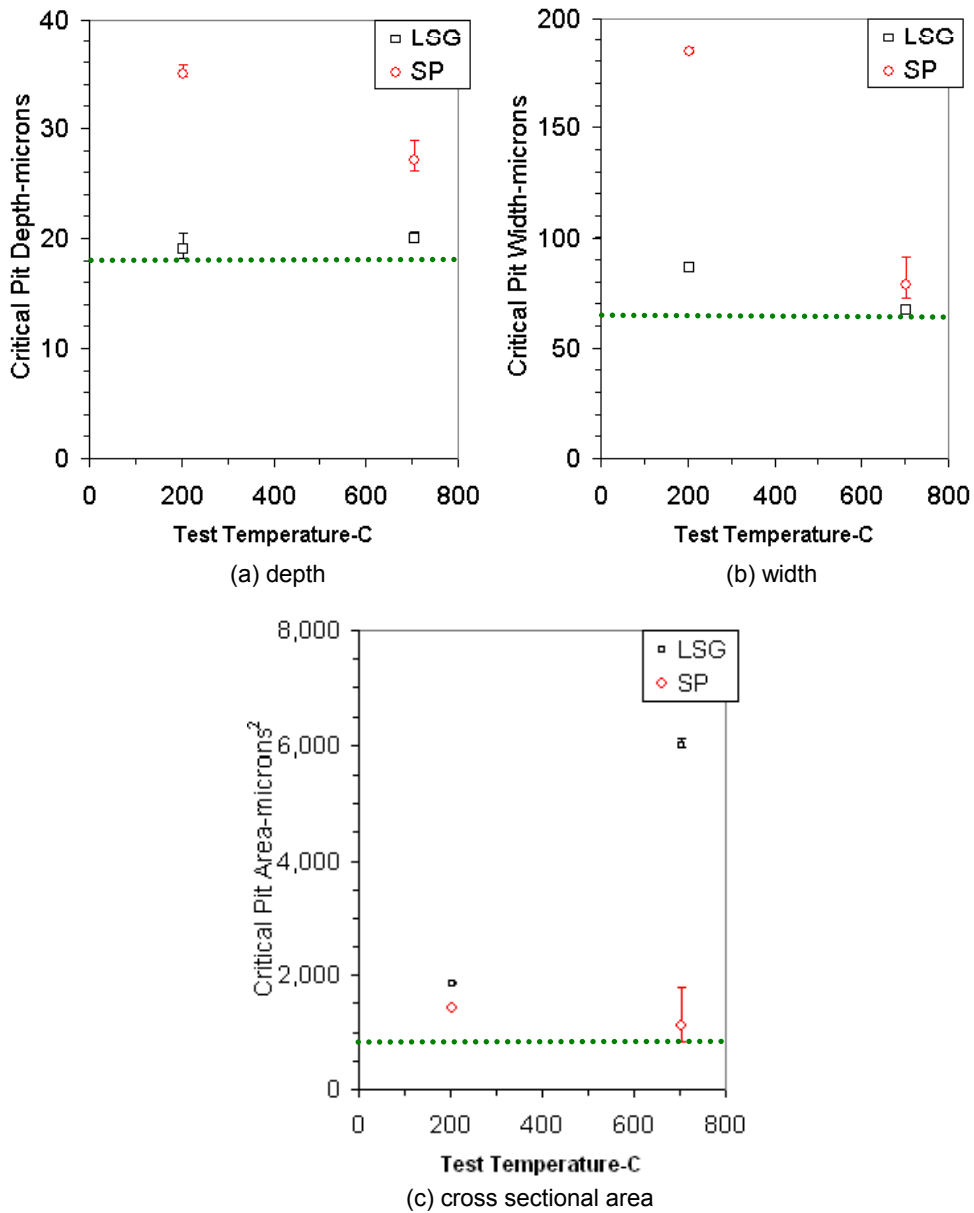 40
30
20
10
0
Critical Pit Depth-microns
LSG
SP
0 200 400 600 800
Test Temperature-C
(a) depth
200
150
100
50
0
Critical Pit Width-microns
LSG
SP
0 200 400 600 800
Test Temperature-C
(b) width
8,000
6,000
4,000
2,000
0
Critical Pit Area-microns²
LSG
SP
0 200 400 600 800
Test Temperature-C
(c) cross sectional area